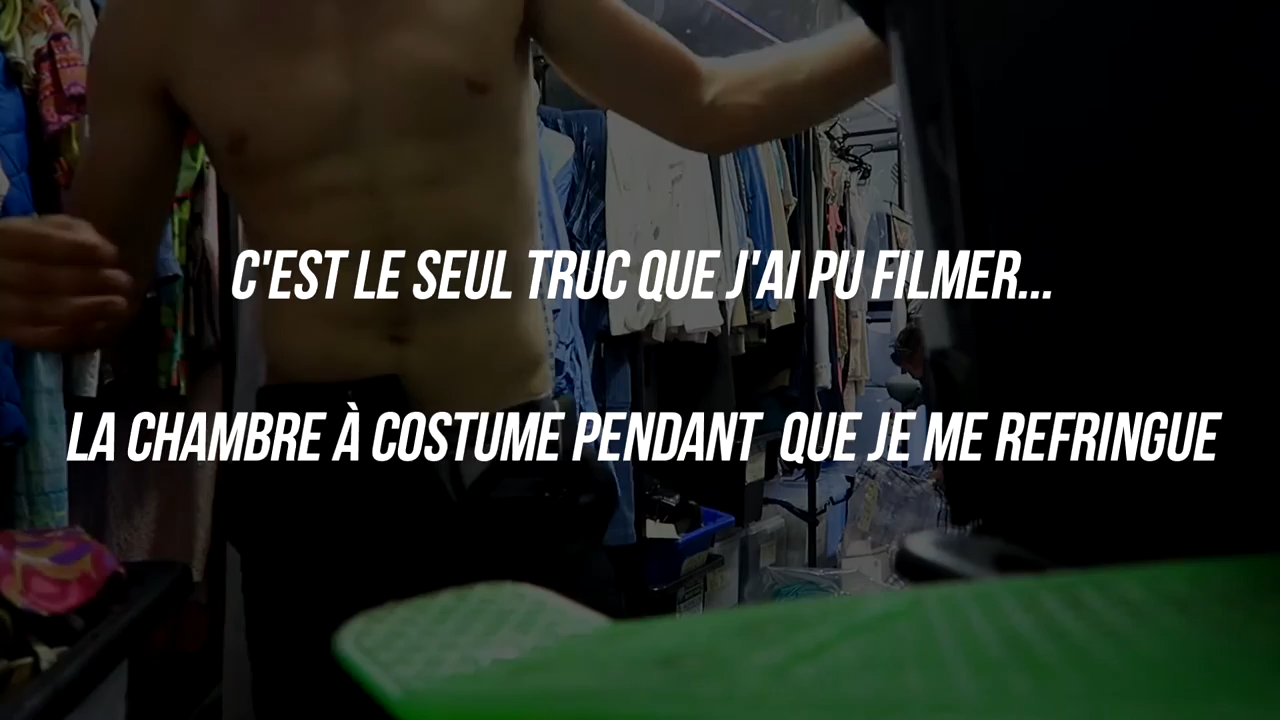 C'EST LE SEUL TRUC QUE J'AI PU FILMER...
LA CHAMBRE À COSTUME PENDANT QUE JE ME REFRINGUE